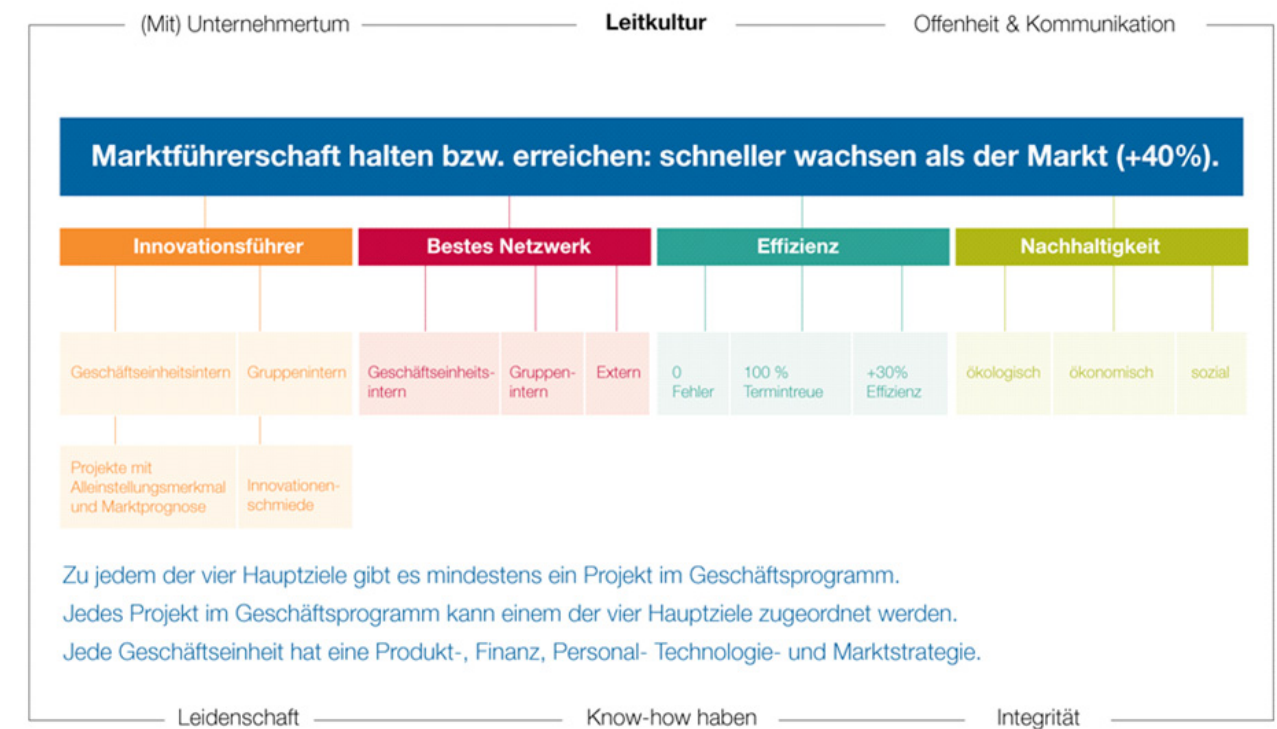 (Mit) Unternehmertum
Leitkultur
Offenheit & Kommunikation
Marktführerschaft halten bzw. erreichen: schneller wachsen als der Markt (+40%).
Innovationsführer
Bestes Netzwerk
Effizienz
Nachhaltigkeit
Geschäftseinheitsintern
Gruppenintern
Geschäftseinheits-
intern
Gruppen-
intern
Extern
0
Fehler
100 %
Termintreue
+30%
Effizienz
ökologisch
ökonomisch
sozial
Projekte mit
Alleinstellungsmerkmal
und Marktprognose
Innovationen-
schmiede
Zu jedem der vier Hauptziele gibt es mindestens ein Projekt im Geschäftsprogramm.
Jedes Projekt im Geschäftsprogramm kann einem der vier Hauptziele zugeordnet werden.
Jede Geschäftseinheit hat eine Produkt-, Finanz, Personal- Technologie- und Marktstrategie.
Leidenschaft
Know-how haben
Integrität